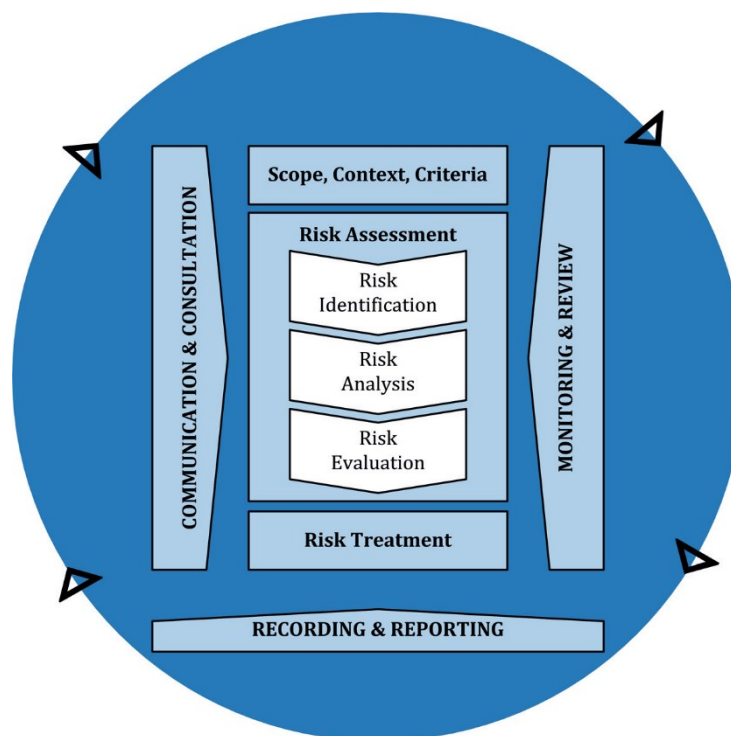 Scope, Context, Criteria
Risk Assessment
Risk
Identification
Risk
Analysis
Risk
Evaluation
Risk Treatment
COMMUNICATION & CONSULTATION
MONITORING & REVIEW
RECORDING & REPORTING